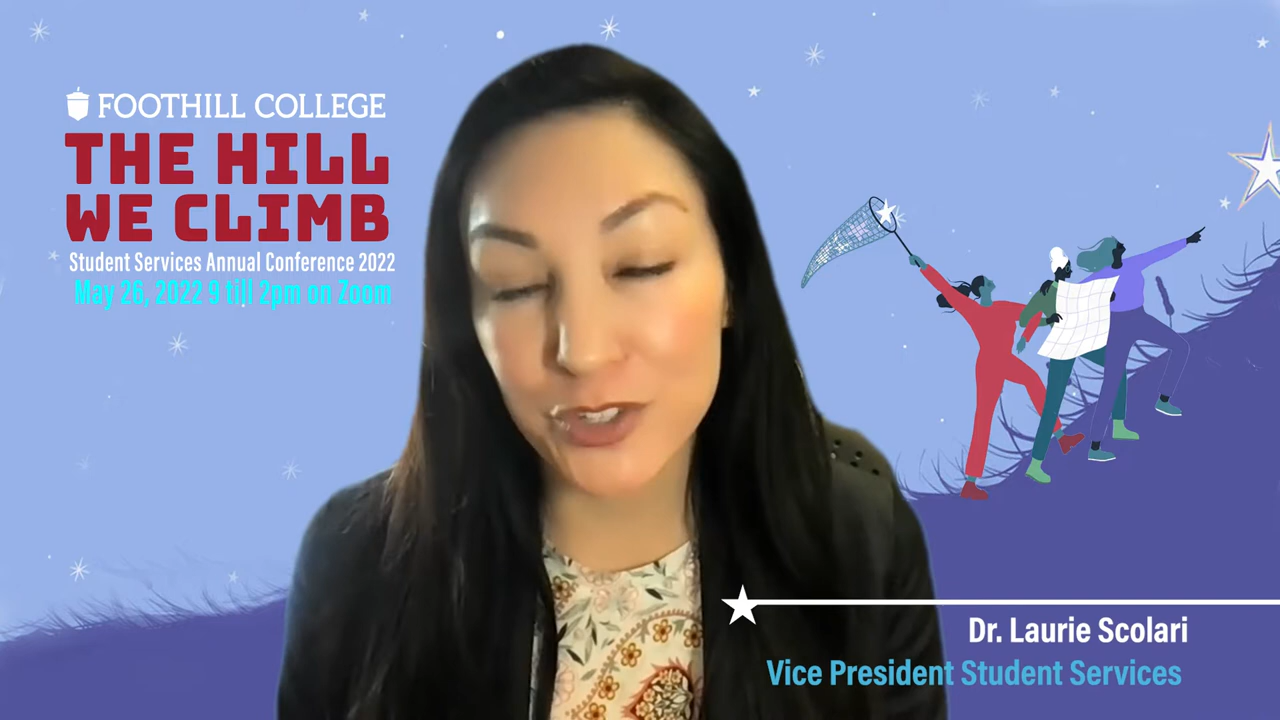 FOOTHILL COLLEGE
THE HILL
WE CLIMB
Student Services Annual Conference 2022
May 26, 2022 9 till 2pm on Zoom
Dr. Laurie Scolari
Vice President Student Services